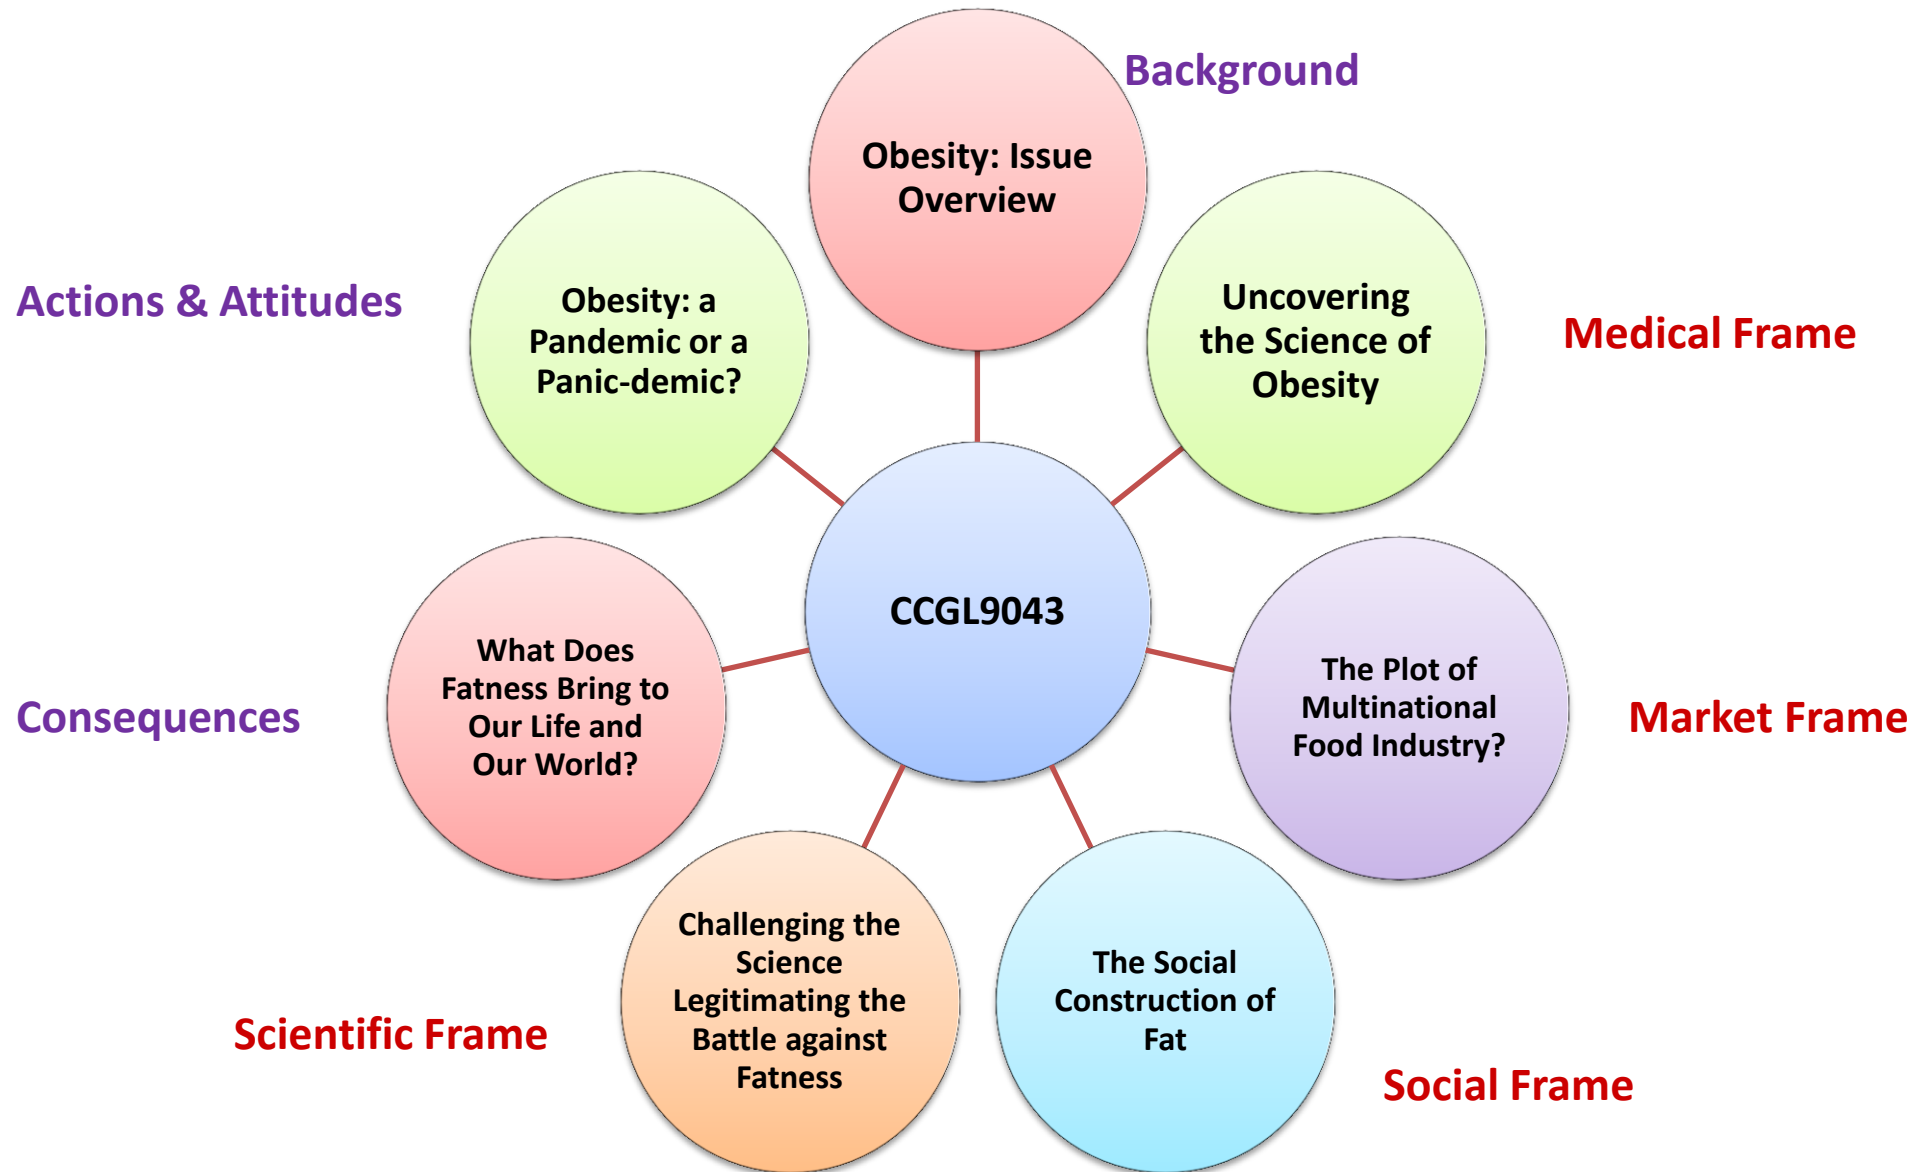 Background
Obesity: Issue
Overview
Actions & Attitudes
Obesity: a
Pandemic or a
Panic-demic?
Uncovering
the Science of
Obesity
Medical Frame
CCGL9043
Consequences
What Does
Fatness Bring to
Our Life and
Our World?
The Plot of
Multinational
Food Industry?
Market Frame
Scientific Frame
Challenging the
Science
Legitimating the
Battle against
Fatness
The Social
Construction of
Fat
Social Frame